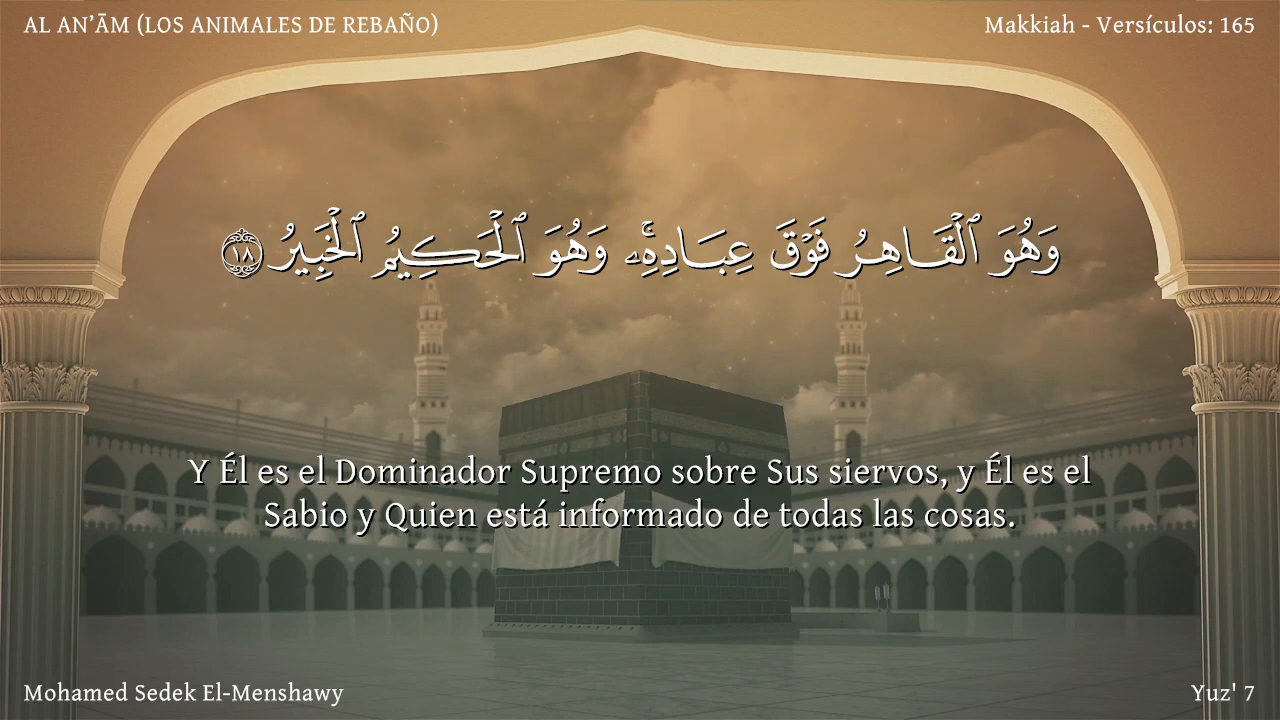 AL AN’ĀM (LOS ANIMALES DE REBAÑO)
Makkiah - Versículos: 165
وَهُوَ ٱلْقَاهِرُ فَوْقَ عِبَادِهِۦۚ وَهُوَ ٱلْحَكِيمُ ٱلْخَبِيرُ ١٨
Y Él es el Dominador Supremo sobre Sus siervos, y Él es el
Sabio y Quien está informado de todas las cosas.
Mohamed Sedek El-Menshawy
Yuz' 7